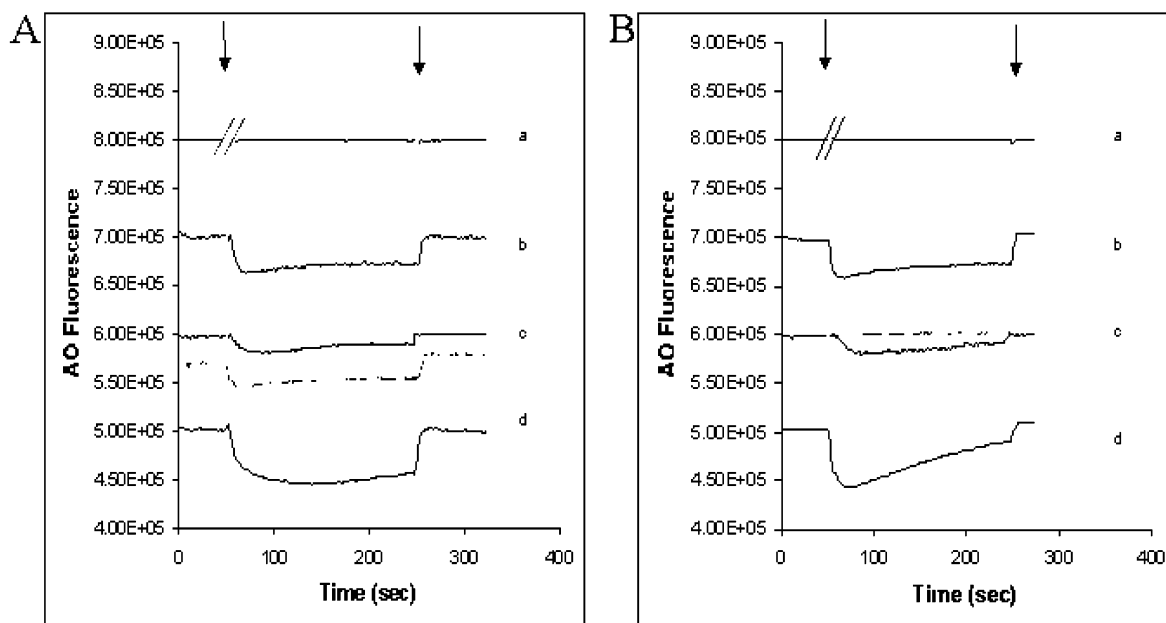 A
AO Fluorescence
9.00E+05
8.50E+05
8.00E+05
7.50E+05
7.00E+05
6.50E+05
6.00E+05
5.50E+05
5.00E+05
4.50E+05
4.00E+05
a
b
c
d
0
100
200
300
400
Time (sec)
B
AO Fluorescence
9.00E+05
8.50E+05
8.00E+05
7.50E+05
7.00E+05
6.50E+05
6.00E+05
5.50E+05
5.00E+05
4.50E+05
4.00E+05
a
b
c
d
0
100
200
300
400
Time (sec)